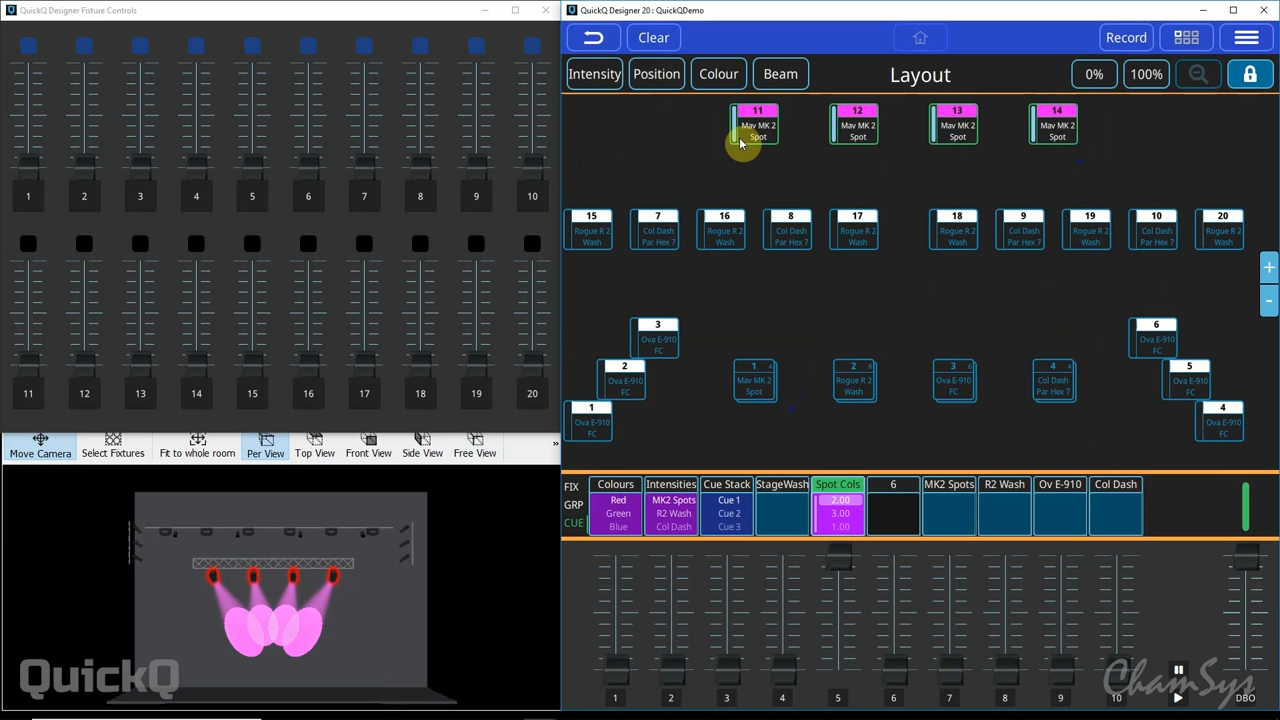 QuickQ Designer Fixture Controls
1 2 3 4 5 6 7 8 9 10
11 12 13 14 15 16 17 18 19 20
Move Camera Select Fixtures Fit to whole room Per View Top View Front View Side View Free View »
QuickQ
QuickQ Designer 20 : QuickQDemo
Clear Record
Intensity Position Colour Beam Layout 0% 100%
11 12 13 14
Mav MK 2 Mav MK 2 Mav MK 2 Mav MK 2
Spot Spot Spot Spot
15 7 16 8 17 18 9 19 10 20
Rogue R 2 Col Dash Rogue R 2 Col Dash Rogue R 2 Rogue R 2 Col Dash Rogue R 2 Col Dash Rogue R 2
Wash Par Hex 7 Wash Par Hex 7 Wash Wash Par Hex 7 Wash Par Hex 7 Wash
+
-
3 6
Ova E-910 Ova E-910
FC FC
2 1 4 2 6 3 6 4 4 5
Ova E-910 Mav MK 2 Rogue R 2 Ova E-910 Col Dash Ova E-910
FC Spot Wash FC Par Hex 7 FC
1 4
Ova E-910 Ova E-910
FC FC
FIX Colours Intensities Cue Stack StageWash Spot Cols 6 MK2 Spots R2 Wash Ov E-910 Col Dash
GRP Red MK2 Spots Cue 1 2.00
Green R2 Wash Cue 2 3.00
CUE Blue Col Dash Cue 3 1.00
1 2 3 4 5 6 7 8 9 10 DBO
ChamSys